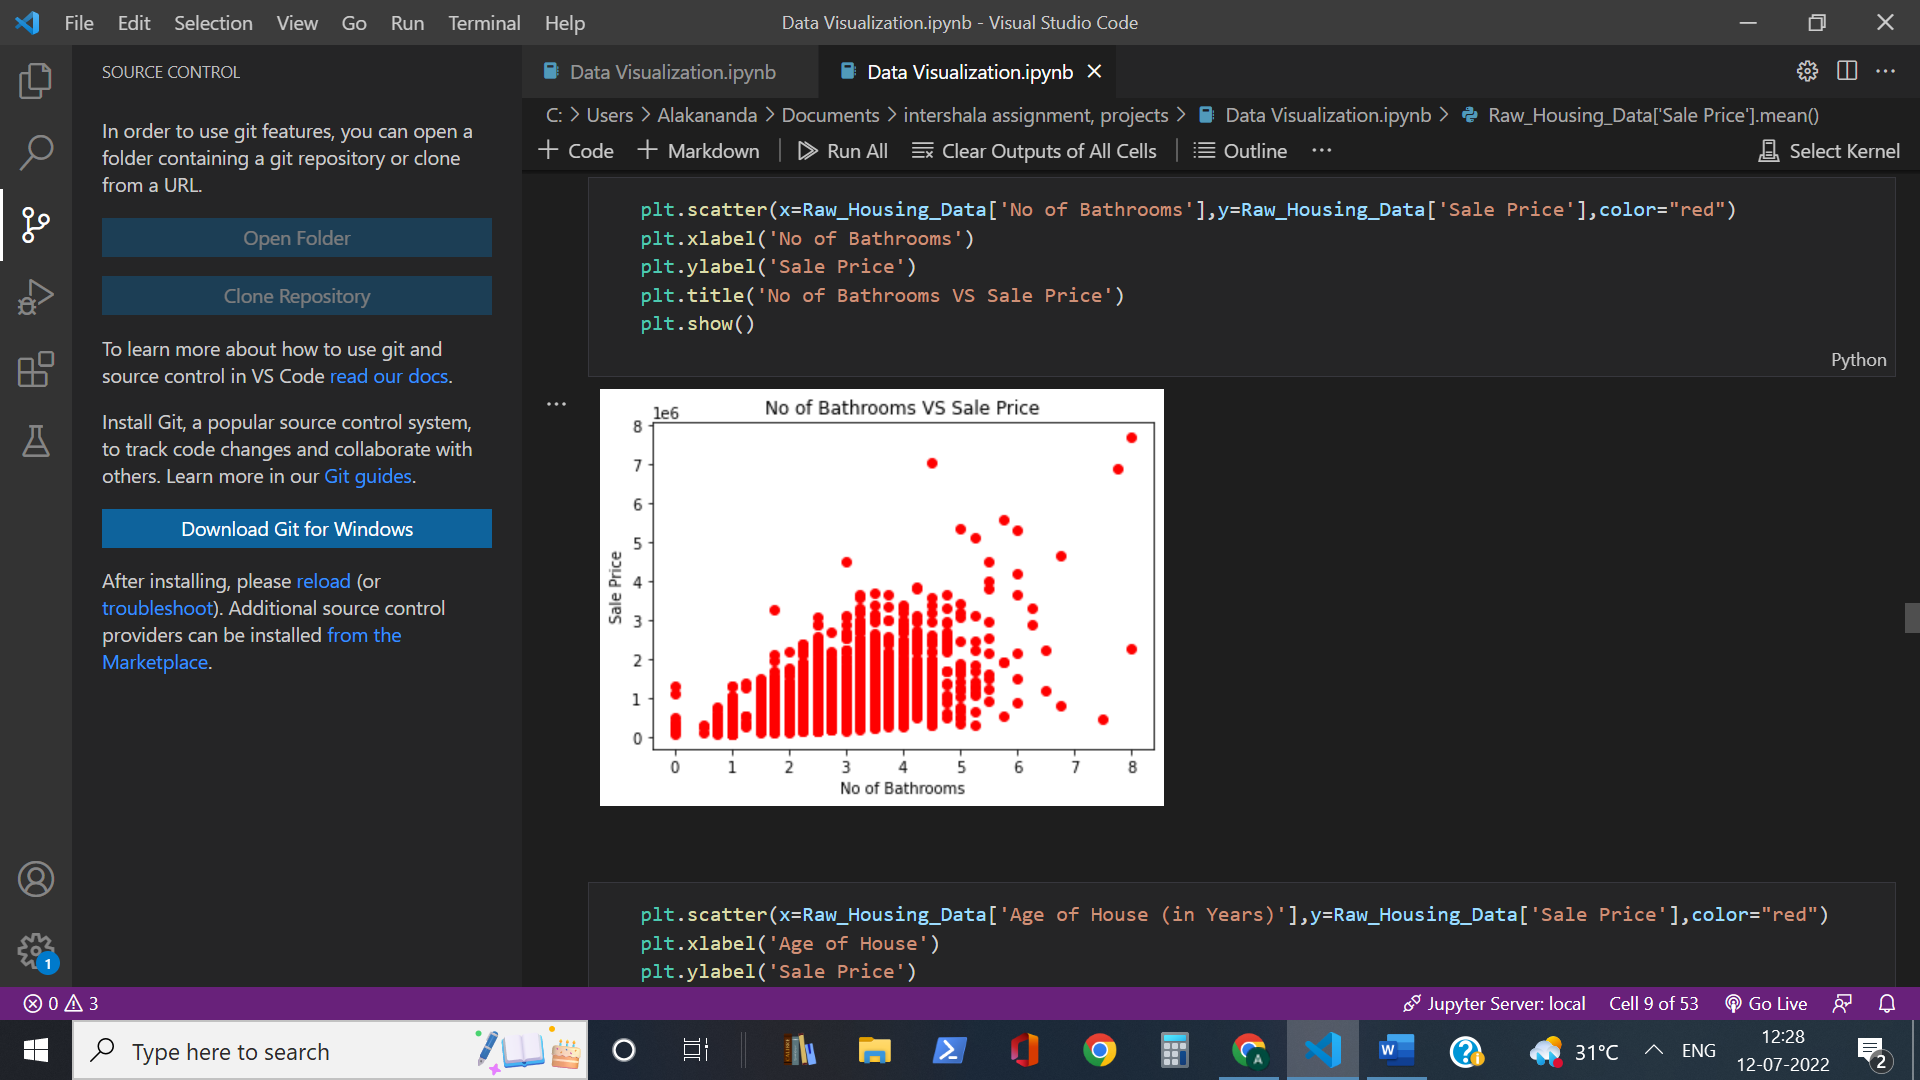 File Edit Selection View Go Run Terminal Help
Data Visualization.ipynb - Visual Studio Code
SOURCE CONTROL
In order to use git features, you can open a
folder containing a git repository or clone
from a URL.
Open Folder
Clone Repository
To learn more about how to use git and
source control in VS Code read our docs.
Install Git, a popular source control system,
to track code changes and collaborate with
others. Learn more in our Git guides.
Download Git for Windows
After installing, please reload (or
troubleshoot). Additional source control
providers can be installed from the
Marketplace.
1
Data Visualization.ipynb
Data Visualization.ipynb
C: > Users > Alakananda > Documents > intershala assignment, projects > Data Visualization.ipynb > Raw_Housing_Data['Sale Price'].mean()
+ Code + Markdown Run All Clear Outputs of All Cells Outline ... Select Kernel
plt.scatter(x=Raw_Housing_Data['No of Bathrooms'],y=Raw_Housing_Data['Sale Price'],color="red")
plt.xlabel('No of Bathrooms')
plt.ylabel('Sale Price')
plt.title('No of Bathrooms VS Sale Price')
plt.show()
Python
...
No of Bathrooms VS Sale Price
1e6
8
7
6
5
4
3
2
1
0
Sale Price
0 1 2 3 4 5 6 7 8
No of Bathrooms
plt.scatter(x=Raw_Housing_Data['Age of House (in Years)'],y=Raw_Housing_Data['Sale Price'],color="red")
plt.xlabel('Age of House')
plt.ylabel('Sale Price')
0 3
Jupyter Server: local Cell 9 of 53 Go Live
Type here to search
W
A
31°C ENG
12:28
12-07-2022
2